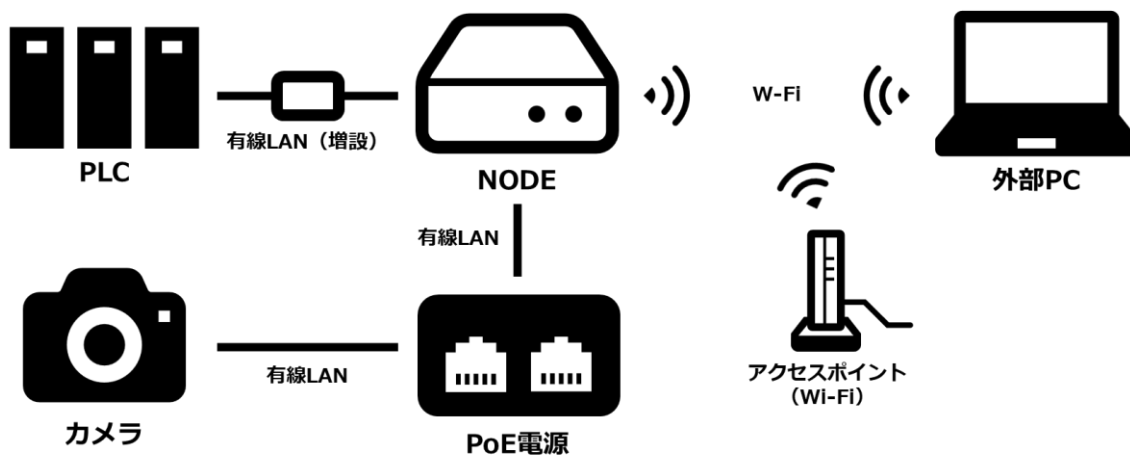 W-Fi
有線LAN（増設）
PLC
NODE
外部PC
有線LAN
有線LAN
アクセスポイント
（Wi-Fi）
カメラ
PoE電源